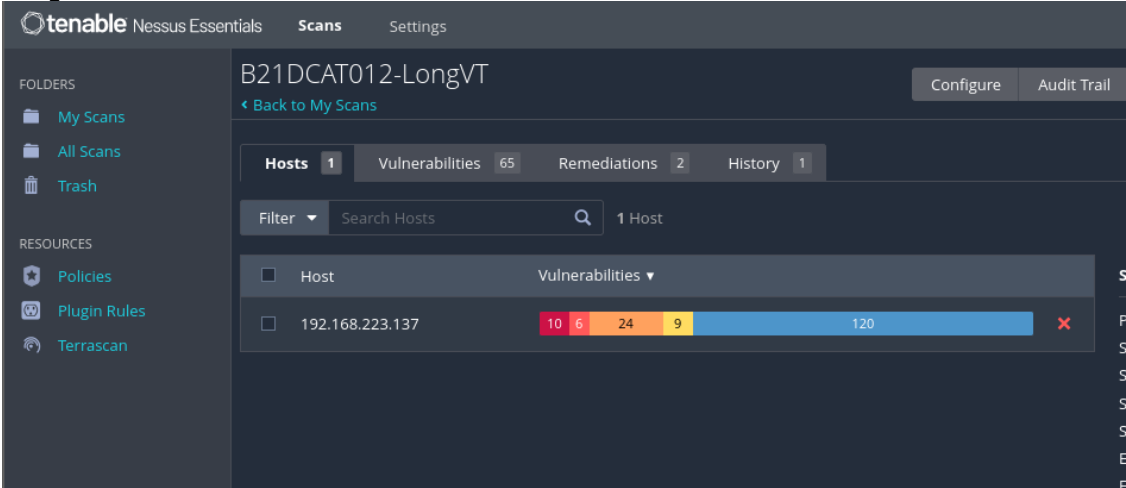 tenable Nessus Essentials Scans Settings
FOLDERS
My Scans
All Scans
Trash
RESOURCES
Policies
Plugin Rules
Terrascan
B21DCAT012-LongVT
Back to My Scans
Configure Audit Trail
Hosts 1 Vulnerabilities 65 Remediations 2 History 1
Filter Search Hosts 1 Host
Host Vulnerabilities
192.168.223.137 10 6 24 9 120
S
P
S
S
S
S
E